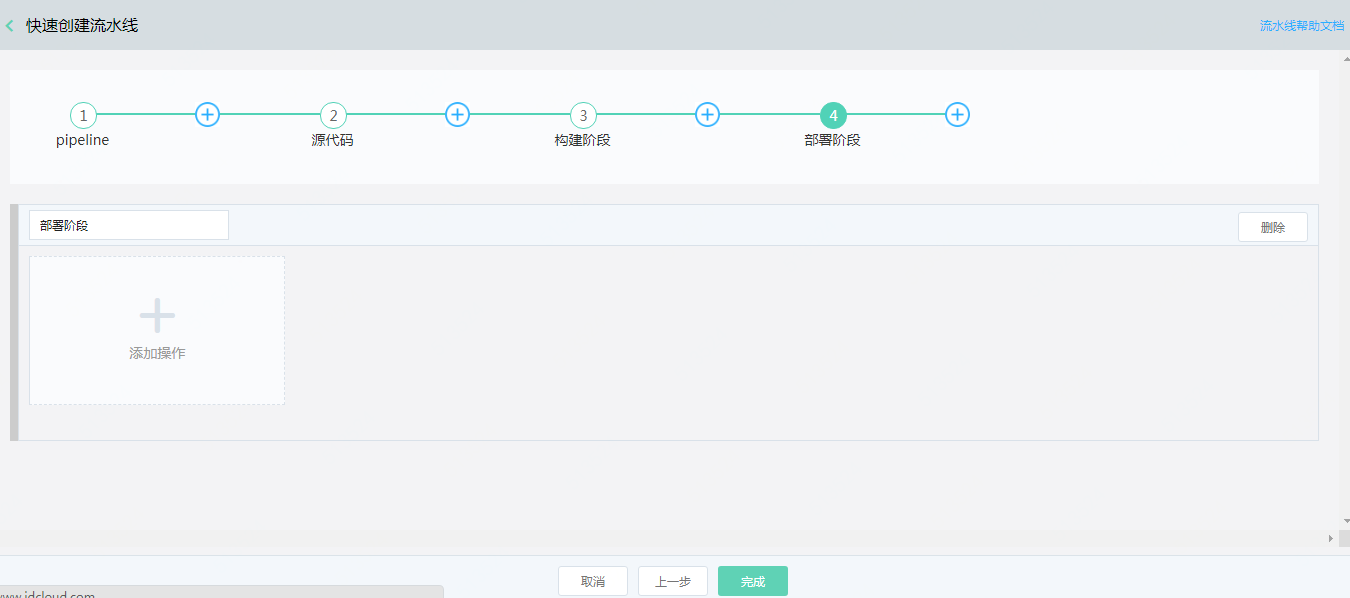 快速创建流水线
流水线帮助文档
1
2
3
4
pipeline
源代码
构建阶段
部署阶段
部署阶段
删除
添加操作
取消
上一步
完成
www.jdcloud.com